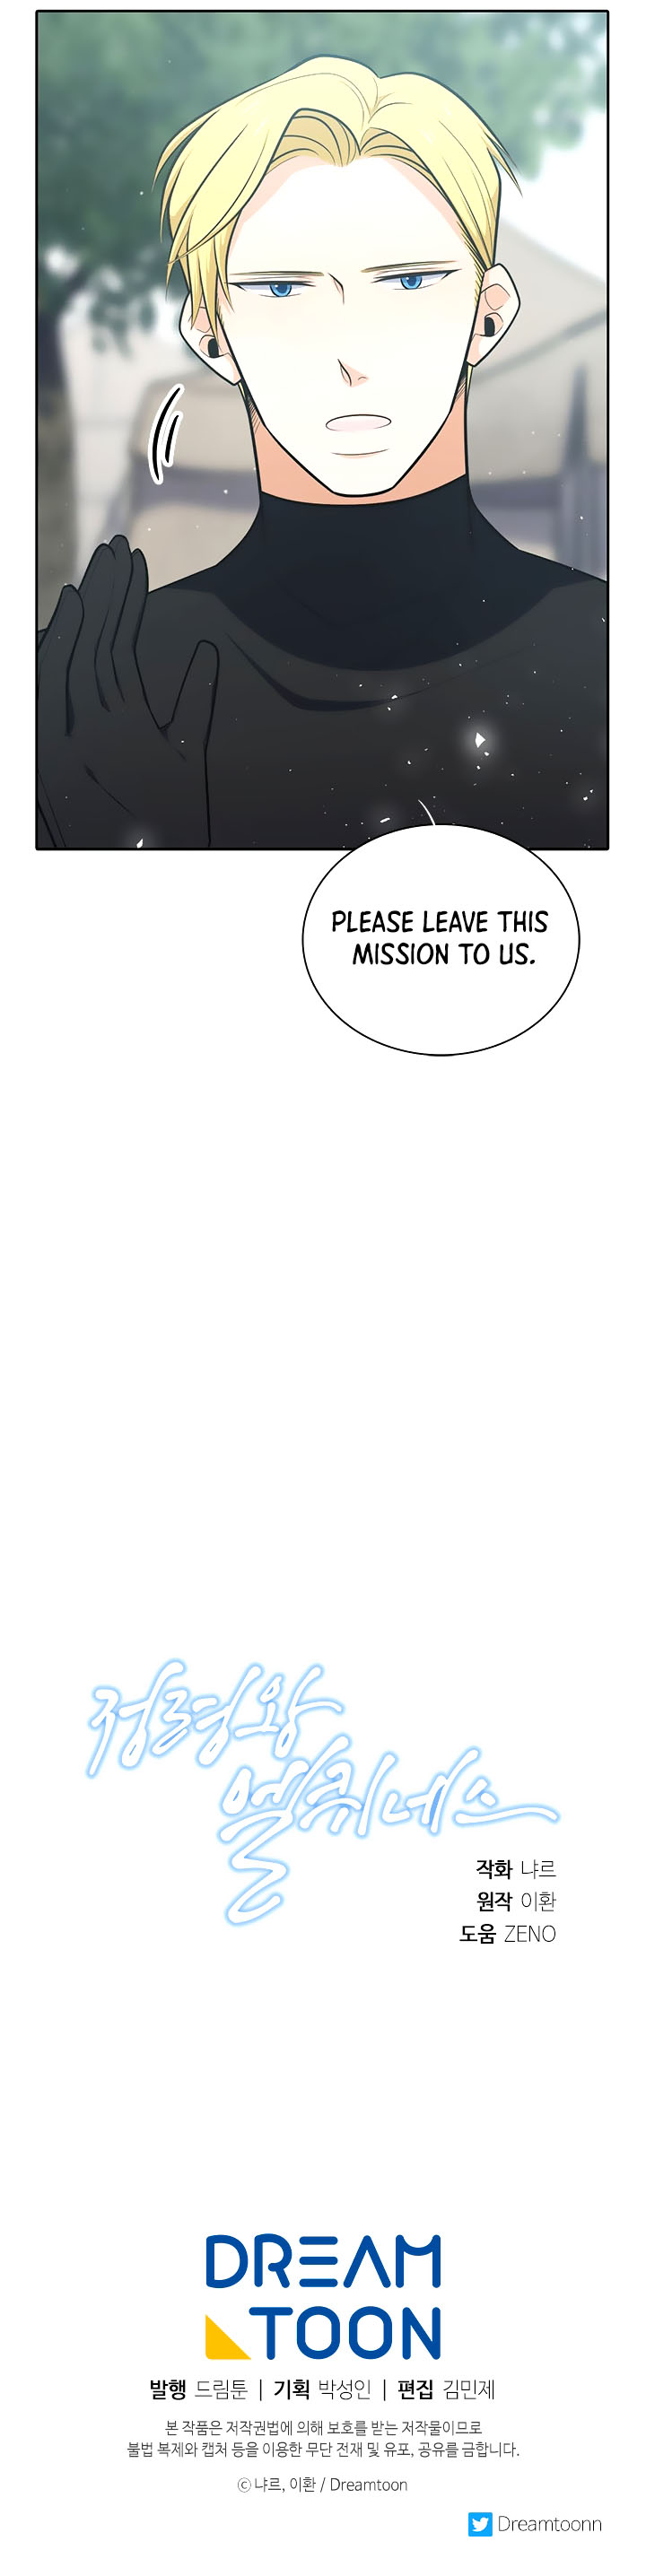 PLEASE LEAVE THIS
MISSION TO US.
정령왕
엘퀴네스
작화 냐르
원작 이환
도움 ZENO
DREAM
TOON
발행 드림툰 | 기획 박성인 | 편집 김민제
본 작품은 저작권법에 의해 보호를 받는 저작물이므로
불법 복제와 캡처 등을 이용한 무단 전재 및 유포, 공유를 금합니다.
ⓒ 냐르, 이환 / Dreamtoon
Dreamtoonn